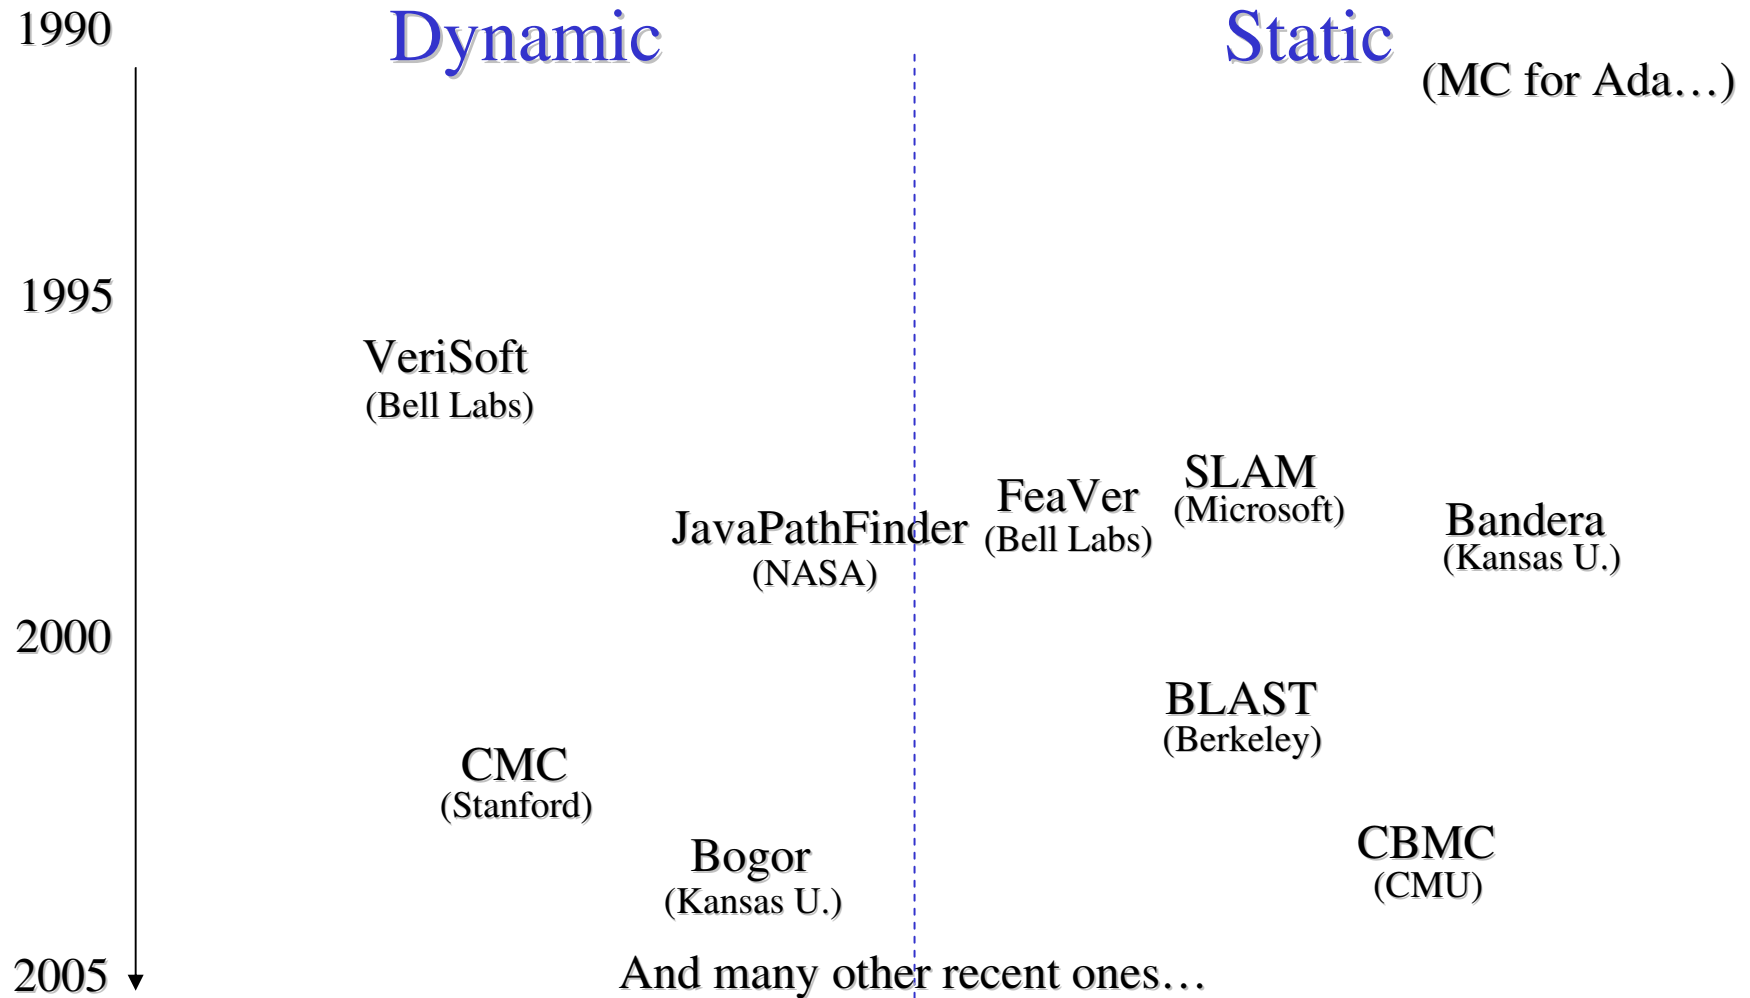 1990
Dynamic
Static
(MC for Ada…)
1995
VeriSoft
(Bell Labs)
JavaPathFinder
(NASA)
FeaVer
(Bell Labs)
SLAM
(Microsoft)
Bandera
(Kansas U.)
2000
BLAST
(Berkeley)
CMC
(Stanford)
Bogor
(Kansas U.)
CBMC
(CMU)
2005
And many other recent ones…